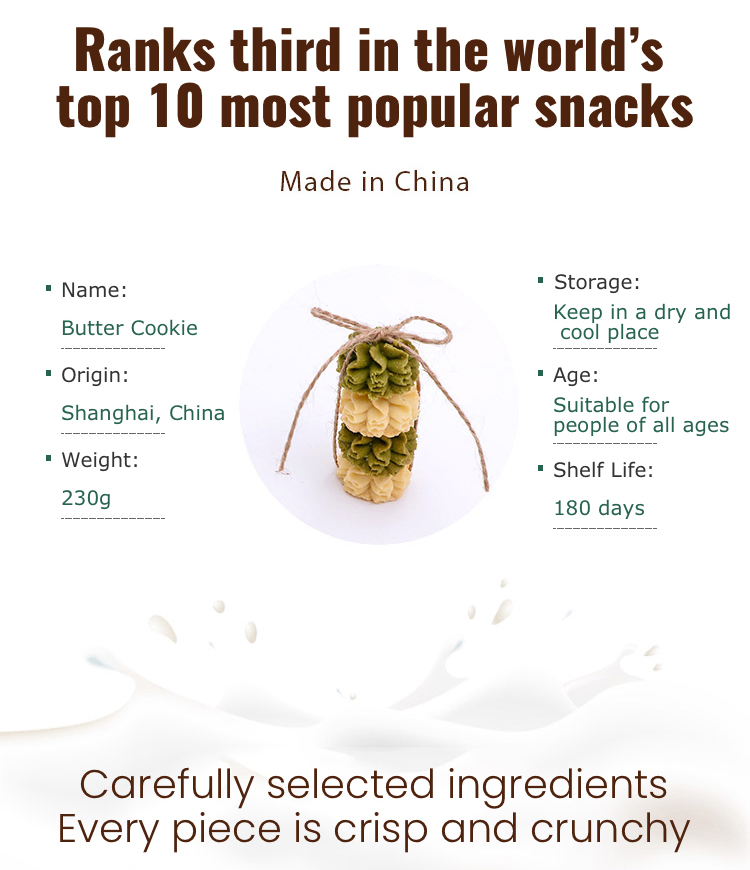 Ranks third in the world’s
top 10 most popular snacks
Made in China
Name:
Butter Cookie
Origin:
Shanghai, China
Weight:
230g
Storage:
Keep in a dry and
cool place
Age:
Suitable for
people of all ages
Shelf Life:
180 days
Carefully selected ingredients
Every piece is crisp and crunchy